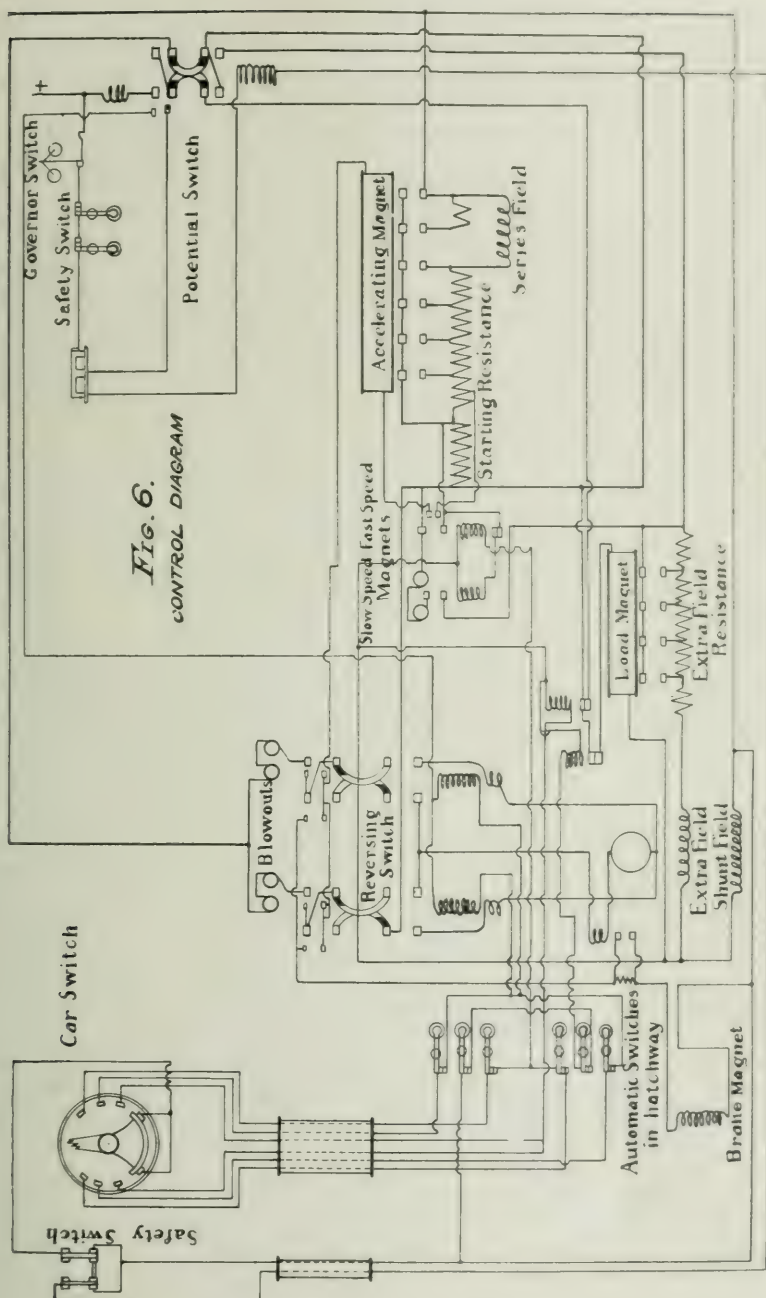 +
Governor Switch
Safety Switch
Potential Switch
FIG. 6.
CONTROL DIAGRAM
Accelerating Magnet
Series Field
Starting Resistance
Slow Speed Fast Speed
Magnets
Load Magnet
Extra Field
Resistance
Blowouts
Reversing
Switch
Extra Field
Shunt Field
Car Switch
Safety
Switch
Automatic Switches
in hatchway
Brake Magnet